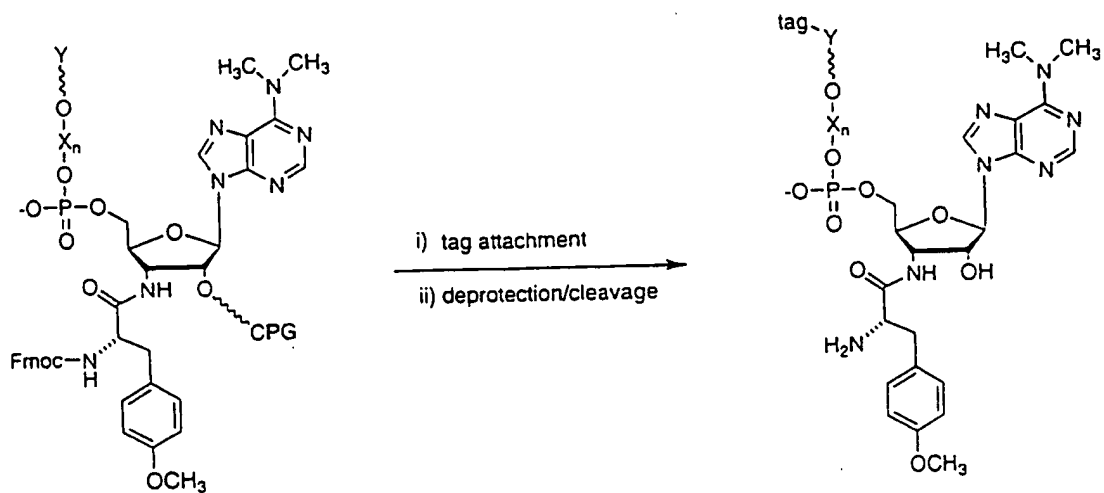 Y
O
Xn
O
-O
P
O
O
H3C
CH3
N
N
N
N
N
O
O
NH
O
CPG
Fmoc
N
H
OCH3
i) tag attachment
ii) deprotection/cleavage
tag
Y
O
Xn
O
-O
P
O
O
H3C
CH3
N
N
N
N
N
O
O
NH
OH
H2N
OCH3